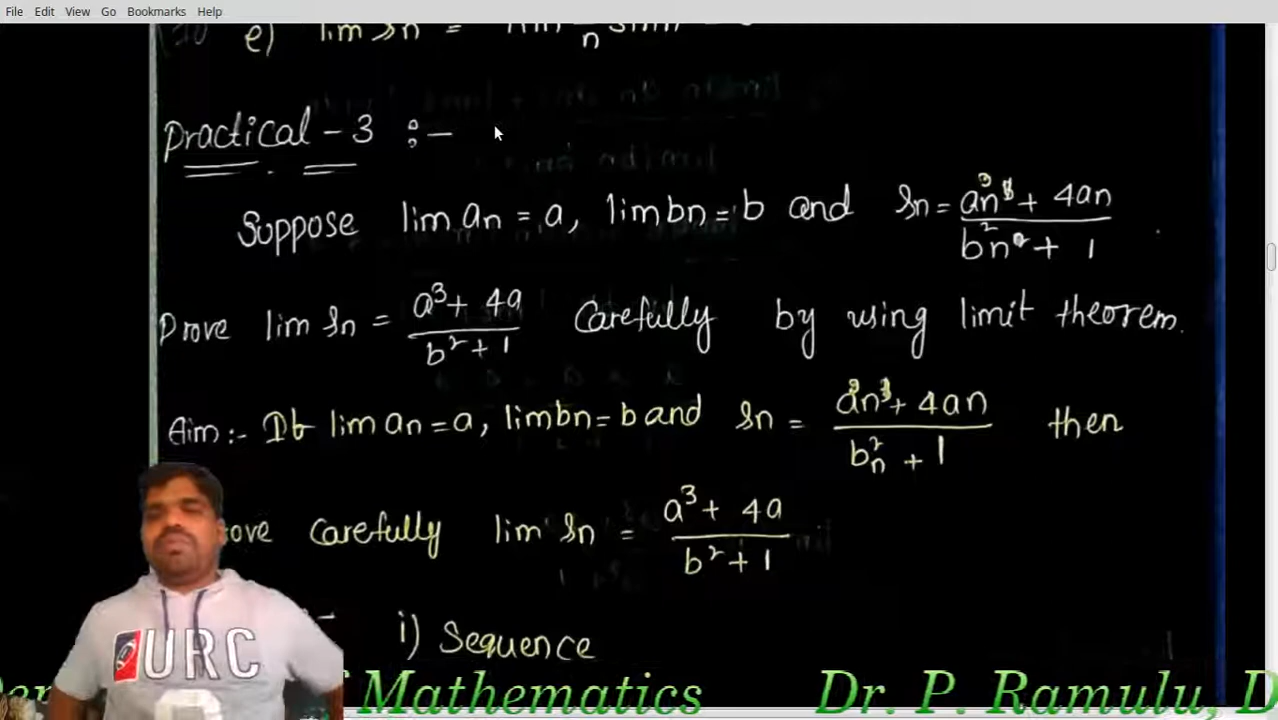 File Edit View Go Bookmarks Help
e) lim Sn =
n
Practical - 3 :-
Suppose lim an = a, lim bn = b and Sn = (an³ + 4an) / (bn² + 1)
Prove lim Sn = (a³ + 4a) / (b² + 1) Carefully by using limit theorem.
Aim :- If lim an = a, lim bn = b and Sn = (an³ + 4an) / (bn² + 1) then
ove Carefully lim Sn = (a³ + 4a) / (b² + 1)
i) Sequence
URC
f Mathematics Dr. P. Ramulu, D